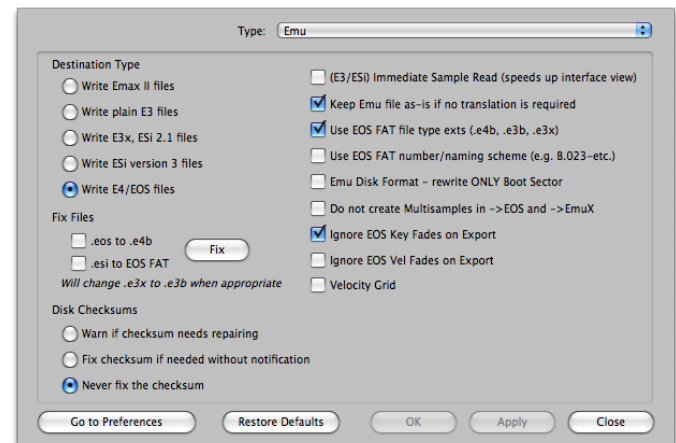 Type: Emu
Destination Type
Write Emax II files
Write plain E3 files
Write E3x, ESi 2.1 files
Write ESi version 3 files
Write E4/EOS files
Fix Files
.eos to .e4b
.esi to EOS FAT
Fix
Will change .e3x to .e3b when appropriate
Disk Checksums
Warn if checksum needs repairing
Fix checksum if needed without notification
Never fix the checksum
(E3/ESi) Immediate Sample Read (speeds up interface view)
Keep Emu file as-is if no translation is required
Use EOS FAT file type exts (.e4b, .e3b, .e3x)
Use EOS FAT number/naming scheme (e.g. B.023-etc.)
Emu Disk Format - rewrite ONLY Boot Sector
Do not create Multisamples in ->EOS and ->EmuX
Ignore EOS Key Fades on Export
Ignore EOS Vel Fades on Export
Velocity Grid
Go to Preferences
Restore Defaults
OK
Apply
Close